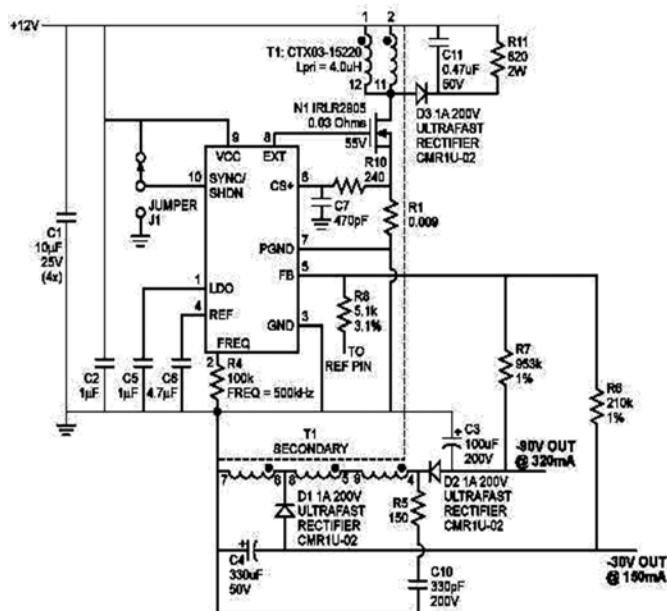 1
2
+12V
T1: CTX03-15220
Lpri = 4.0uH
12
11
C11
0.47uF
50V
R11
620
2W
N1 IRLR2905
0.03 Ohms
55V
D3 1A 200V
ULTRAFAST
RECTIFIER
CMR1U-02
9
8
VCC
EXT
R10
240
10
SYNC/
SHDN
CS+
6
JUMPER
J1
C7
470pF
R1
0.009
C1
10µF
25V
(4x)
PGND
7
FB
5
1
LDO
4
REF
R8
5.1k
3.1%
TO
REF PIN
GND
3
FREQ
2
R4
100k
FREQ = 500kHz
R7
953k
1%
R6
210k
1%
C2
1µF
C5
1µF
C6
4.7µF
T1
SECONDARY
C3
100uF
200V
-90V OUT
@ 320mA
7
6
8
5
9
4
D1 1A 200V
ULTRAFAST
RECTIFIER
CMR1U-02
R5
150
D2 1A 200V
ULTRAFAST
RECTIFIER
CMR1U-02
C4
330uF
50V
C10
330pF
200V
-30V OUT
@ 150mA